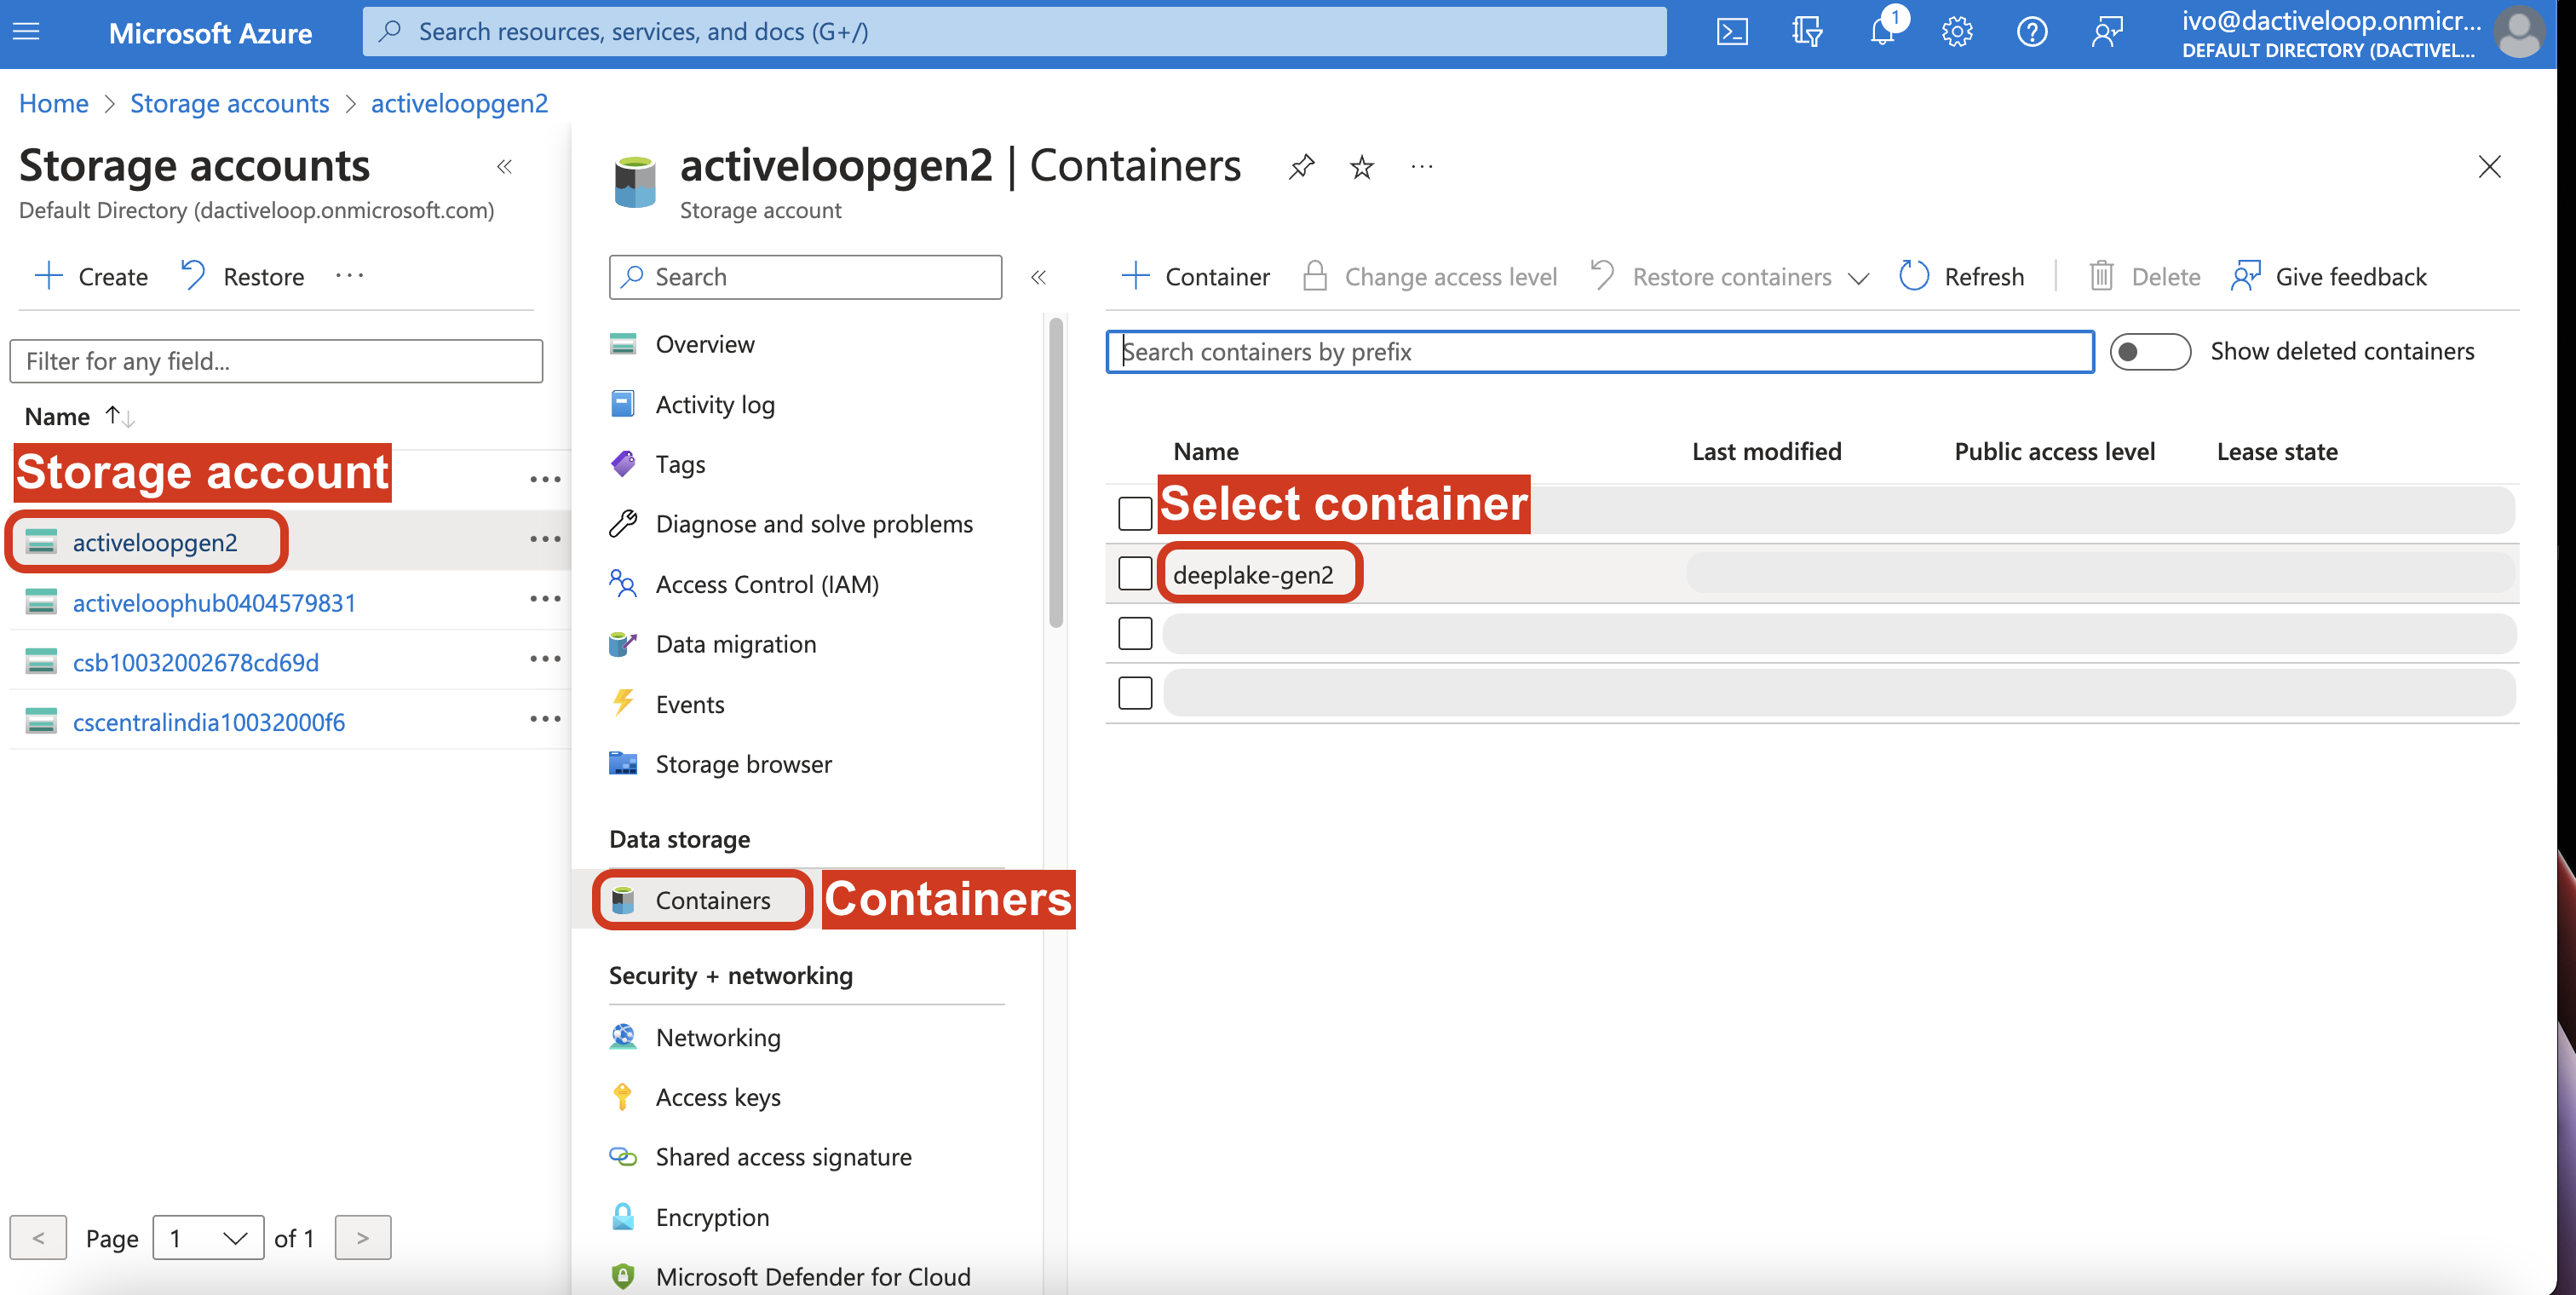 Microsoft Azure
Search resources, services, and docs (G+/)
1
ivo@dactiveloop.onmicr...
DEFAULT DIRECTORY (DACTIVEL...
Home > Storage accounts > activeloopgen2
Storage accounts
Default Directory (dactiveloop.onmicrosoft.com)
Create Restore ...
Filter for any field...
Name
Storage account
activeloopgen2
activeloophub0404579831
csb10032002678cd69d
cscentralindia10032000f6
< Page 1 of 1 >
activeloopgen2 | Containers
Storage account
Search
Overview
Activity log
Tags
Diagnose and solve problems
Access Control (IAM)
Data migration
Events
Storage browser
Data storage
Containers
Containers
Security + networking
Networking
Access keys
Shared access signature
Encryption
Microsoft Defender for Cloud
Container Change access level Restore containers Refresh Delete Give feedback
Search containers by prefix
Show deleted containers
Name Last modified Public access level Lease state
Select container
deeplake-gen2